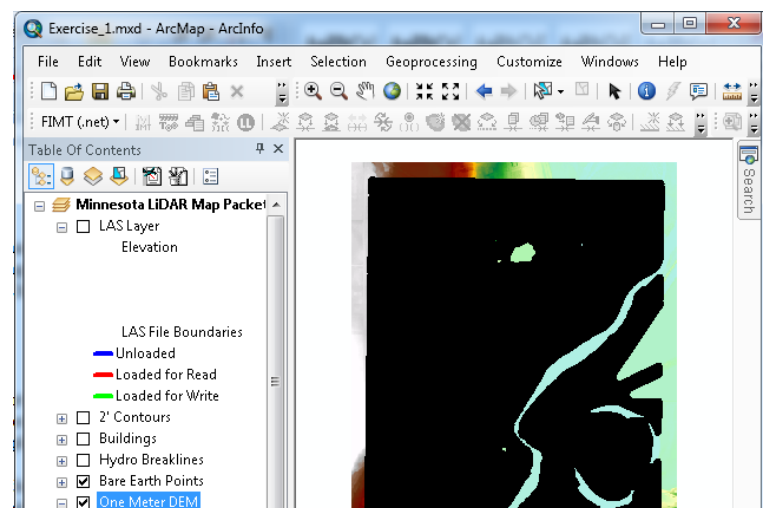 Exercise_1.mxd - ArcMap - ArcInfo
File Edit View Bookmarks Insert Selection Geoprocessing Customize Windows Help
FIMT (.net)
Table Of Contents
Search
Minnesota LiDAR Map Packet
LAS Layer
Elevation
LAS File Boundaries
Unloaded
Loaded for Read
Loaded for Write
2' Contours
Buildings
Hydro Breaklines
Bare Earth Points
One Meter DEM